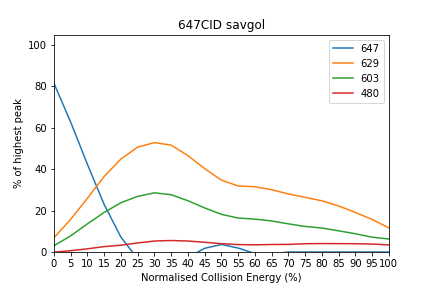 647CID savgol
100
80
60
40
20
0
% of highest peak
647
629
603
480
0 5 10 15 20 25 30 35 40 45 50 55 60 65 70 75 80 85 90 95 100
Normalised Collision Energy (%)